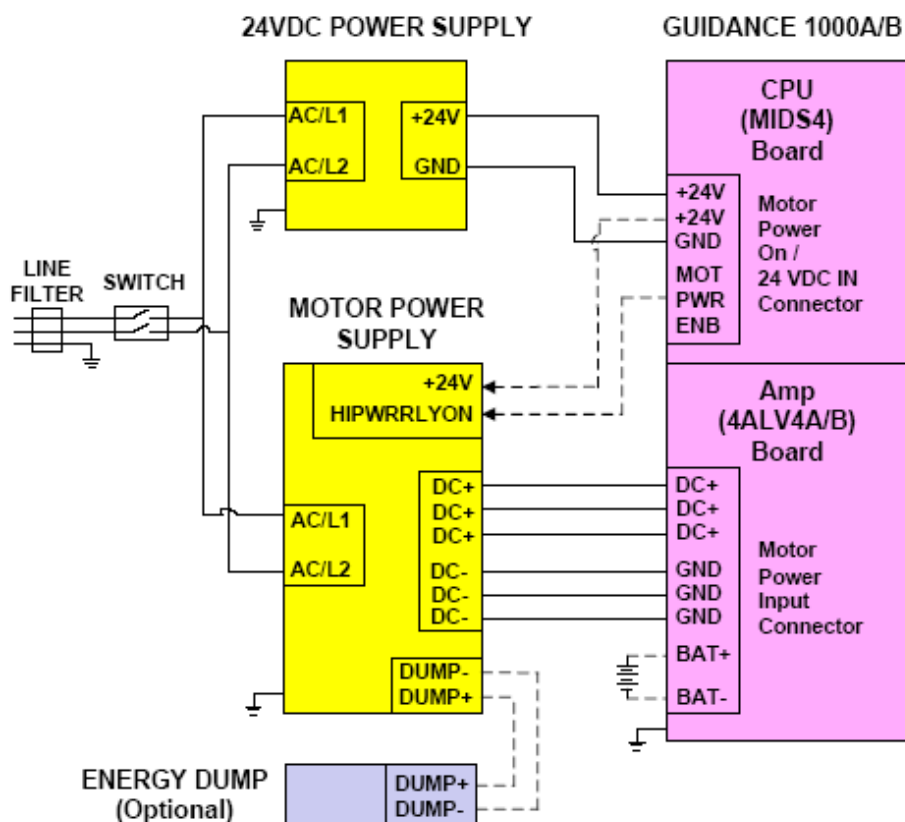 24VDC POWER SUPPLY
GUIDANCE 1000A/B
AC/L1
AC/L2
+24V
GND
CPU
(MIDS4)
Board
+24V
+24V
GND
MOT
PWR
ENB
Motor
Power
On /
24 VDC IN
Connector
LINE
FILTER
SWITCH
MOTOR POWER
SUPPLY
+24V
HIPWRRLYON
AC/L1
AC/L2
DC+
DC+
DC+
DC-
DC-
DC-
DUMP-
DUMP+
Amp
(4ALV4A/B)
Board
DC+
DC+
DC+
GND
GND
GND
BAT+
BAT-
Motor
Power
Input
Connector
ENERGY DUMP
(Optional)
DUMP+
DUMP-